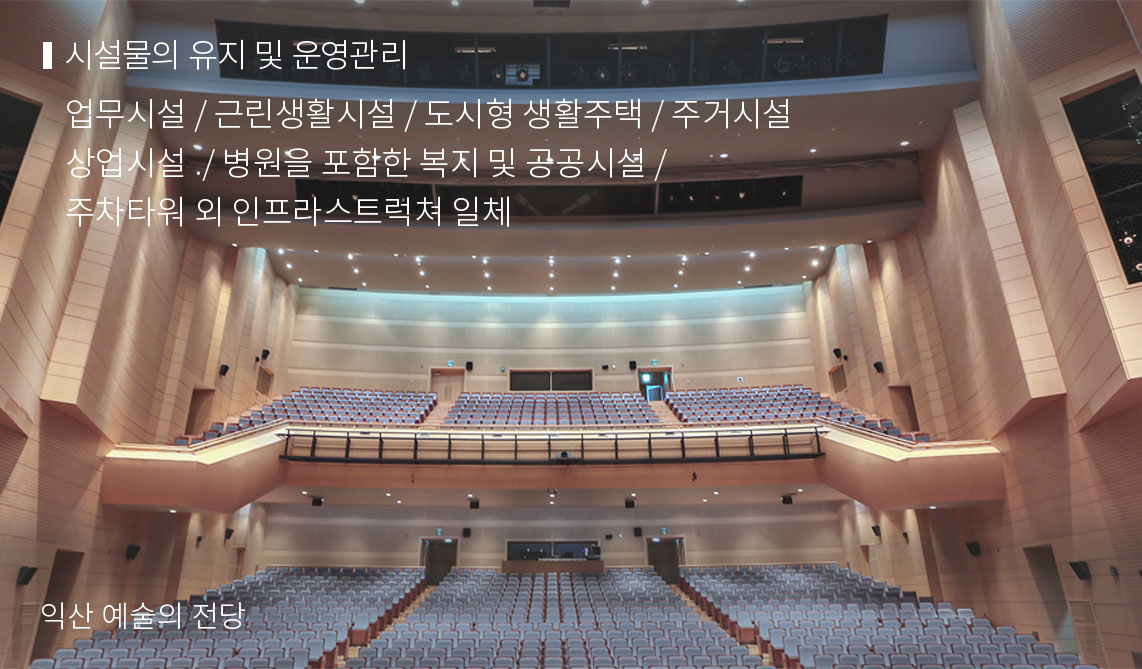 시설물의 유지 및 운영관리
업무시설 / 근린생활시설 / 도시형 생활주택 / 주거시설
상업시설 ./ 병원을 포함한 복지 및 공공시설 /
주차타워 외 인프라스트럭쳐 일체
익산 예술의 전당